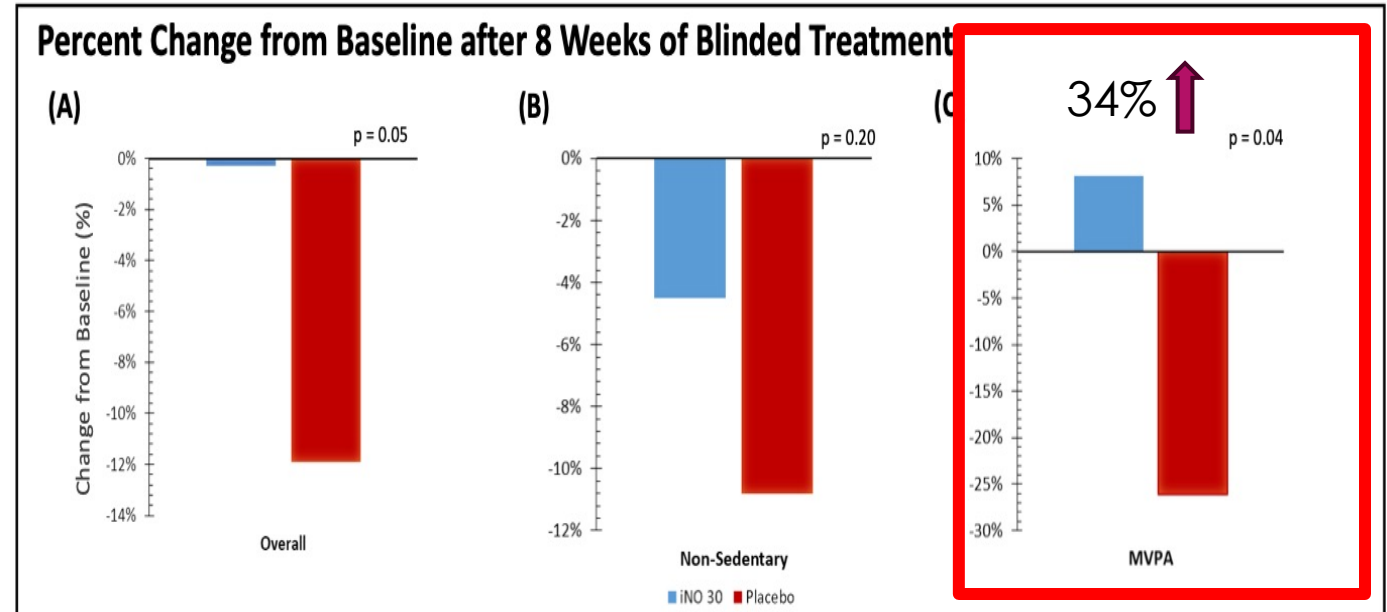 Percent Change from Baseline after 8 Weeks of Blinded Treatment
(A)
p = 0.05
0%
-2%
-4%
-6%
-8%
-10%
-12%
-14%
Change from Baseline (%)
Overall
(B)
p = 0.20
0%
-2%
-4%
-6%
-8%
-10%
-12%
Non-Sedentary
iNO 30 Placebo
(C
34%
p = 0.04
10%
5%
0%
-5%
-10%
-15%
-20%
-25%
-30%
MVPA